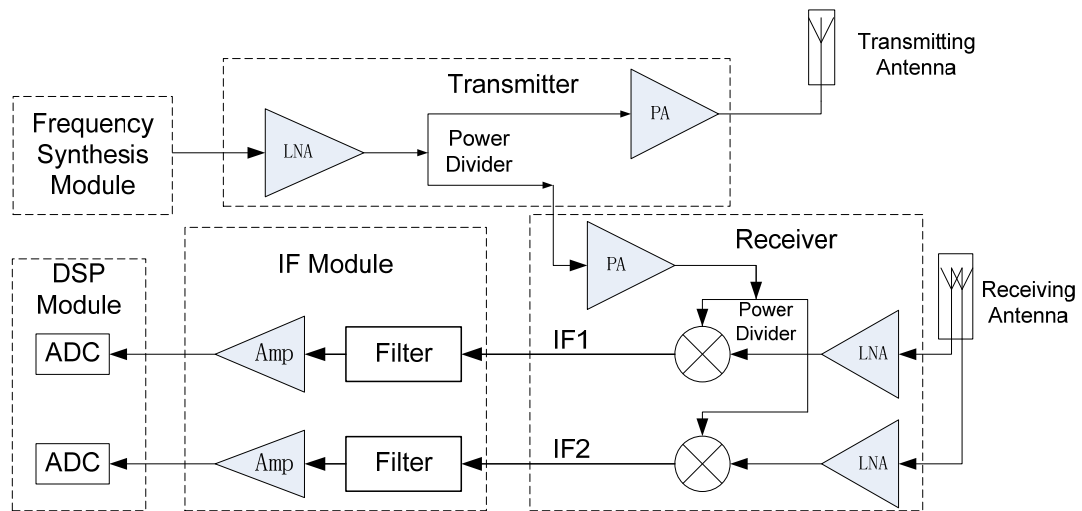 Transmitting
Antenna
Transmitter
PA
Frequency
Synthesis
Module
LNA
Power
Divider
Receiver
PA
IF Module
DSP
Module
Receiving
Antenna
Power
Divider
ADC
Amp
Filter
IF1
LNA
ADC
Amp
Filter
IF2
LNA